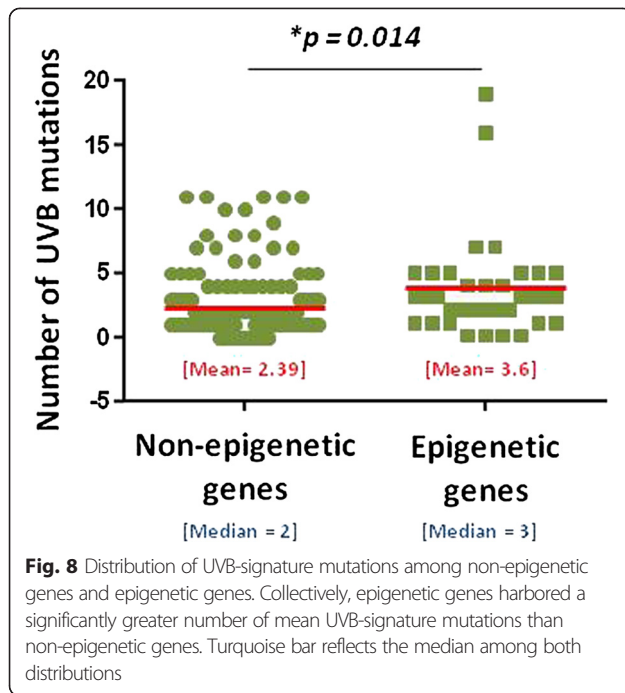 *p = 0.014
Number of UVB mutations
20
15
10
5
0
-5
[Mean= 2.39]
[Mean= 3.6]
Non-epigenetic
genes
Epigenetic
genes
[Median = 2]
[Median = 3]
Fig. 8 Distribution of UVB-signature mutations among non-epigenetic
genes and epigenetic genes. Collectively, epigenetic genes harbored a
significantly greater number of mean UVB-signature mutations than
non-epigenetic genes. Turquoise bar reflects the median among both
distributions